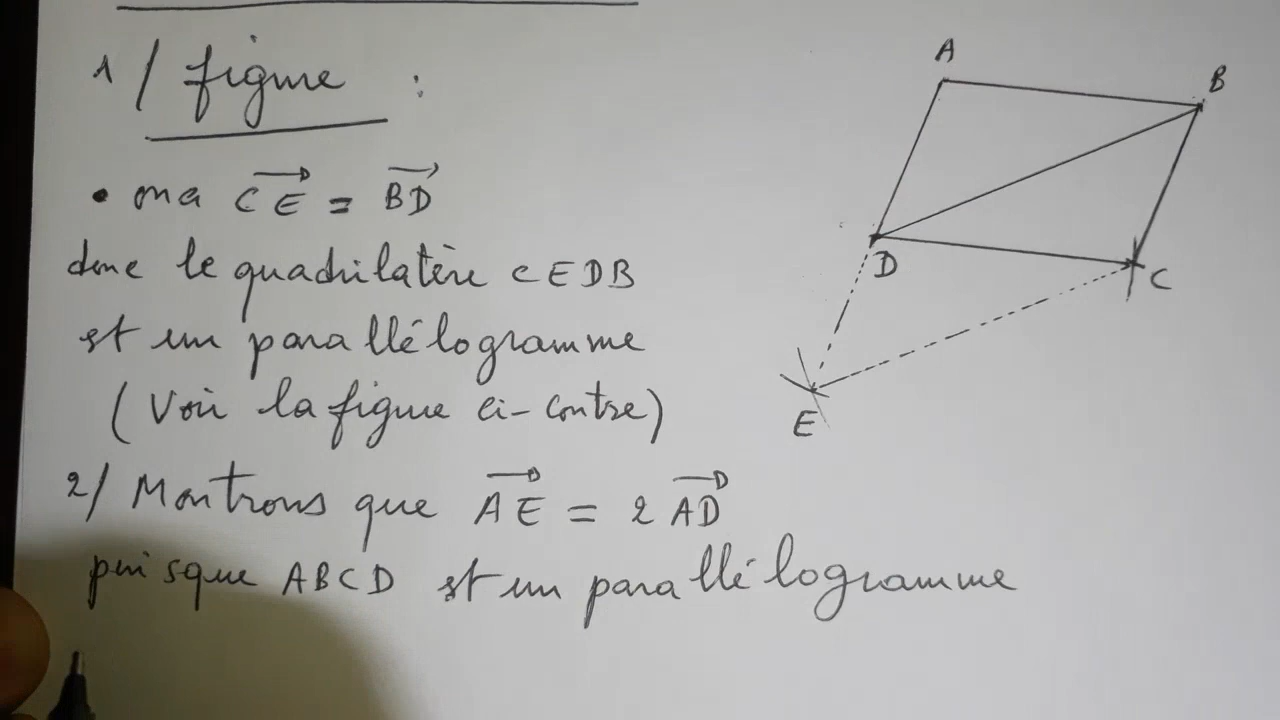 1/ figure :
• on a CE = BD
donc le quadrilatère CEDB
est un parallélogramme
(Voir la figure ci-contre)
2/ Montrons que AE = 2 AD
puisque ABCD est un parallélogramme
A
B
D
C
E